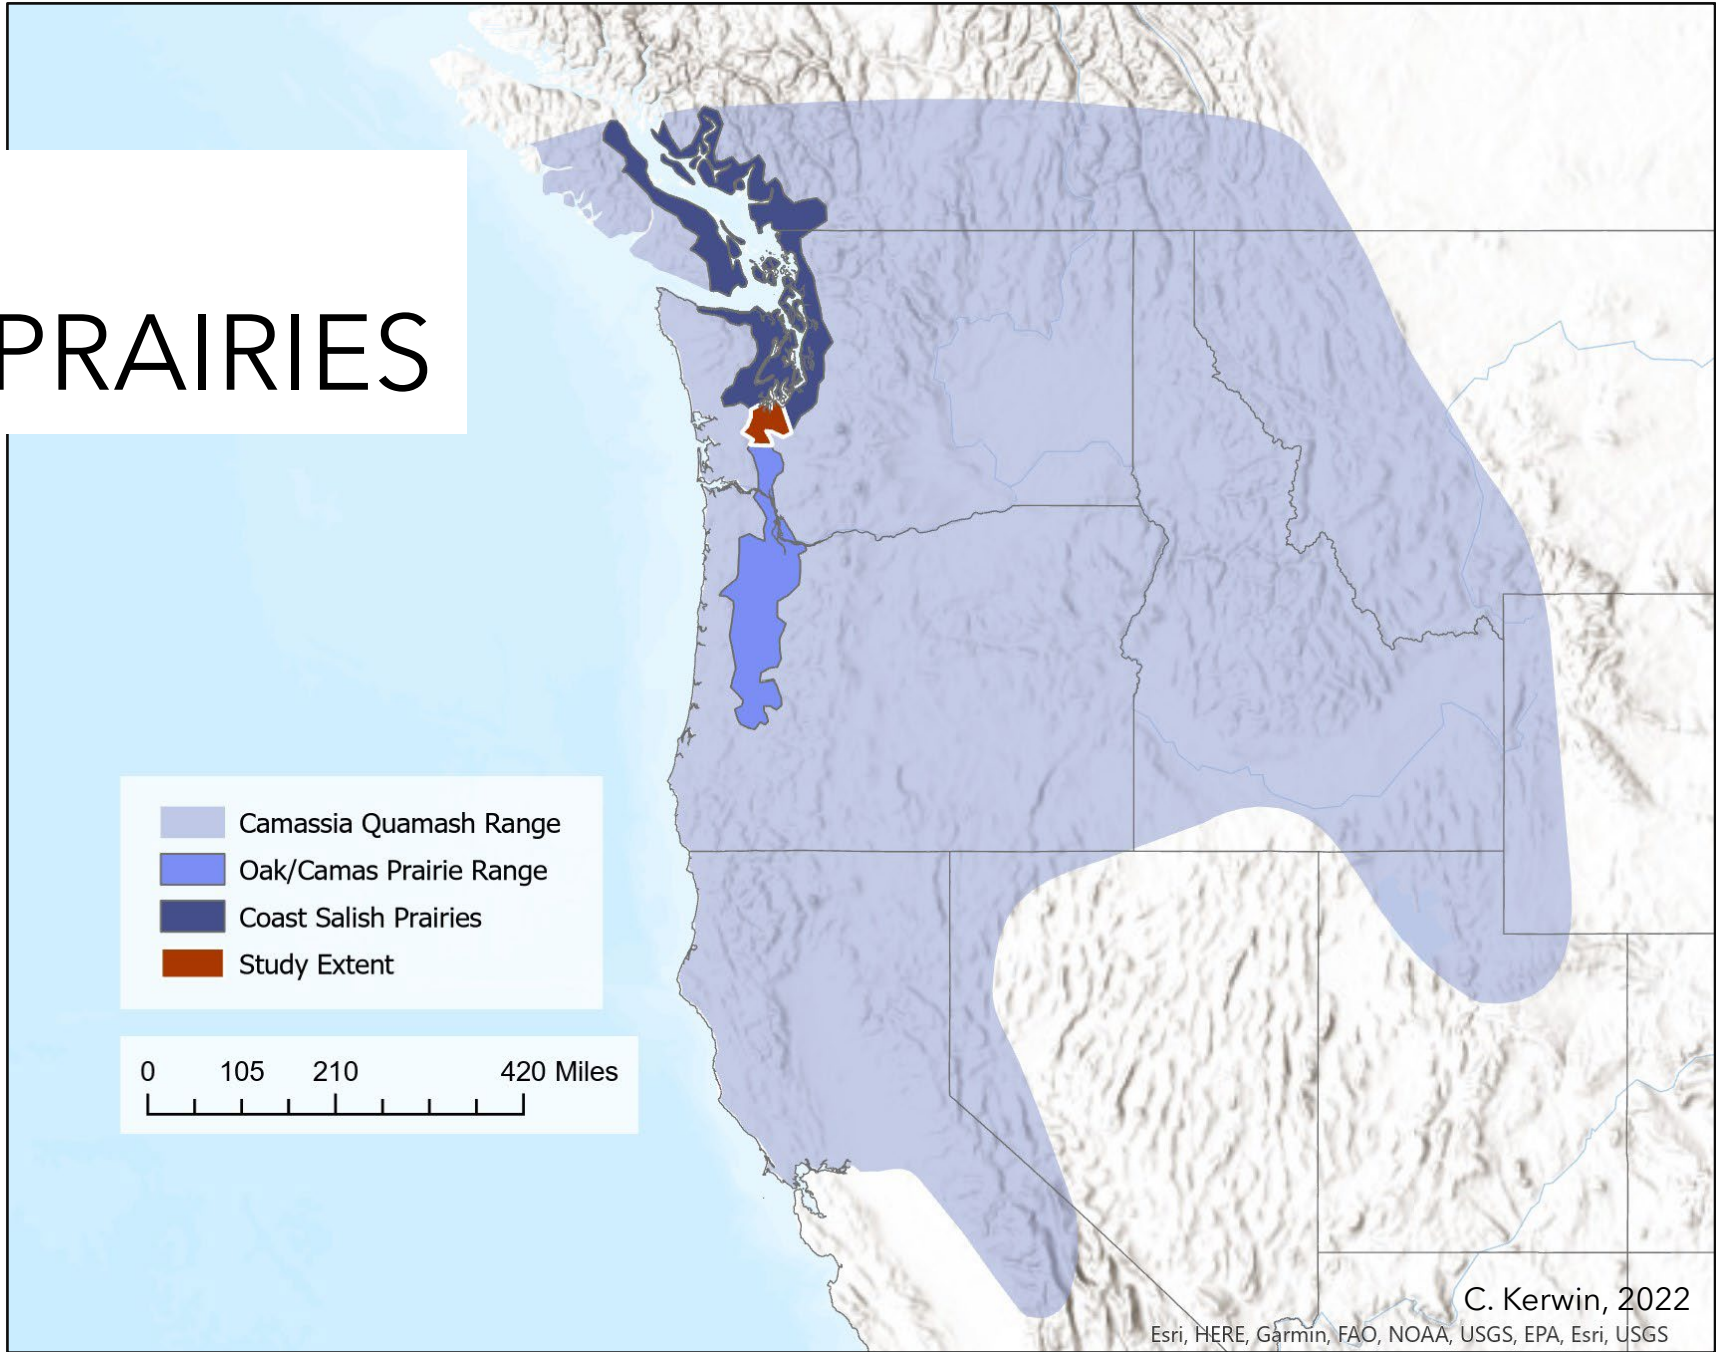 PRAIRIES
Camassia Quamash Range
Oak/Camas Prairie Range
Coast Salish Prairies
Study Extent
0 105 210 420 Miles
C. Kerwin, 2022
Esri, HERE, Garmin, FAO, NOAA, USGS, EPA, Esri, USGS